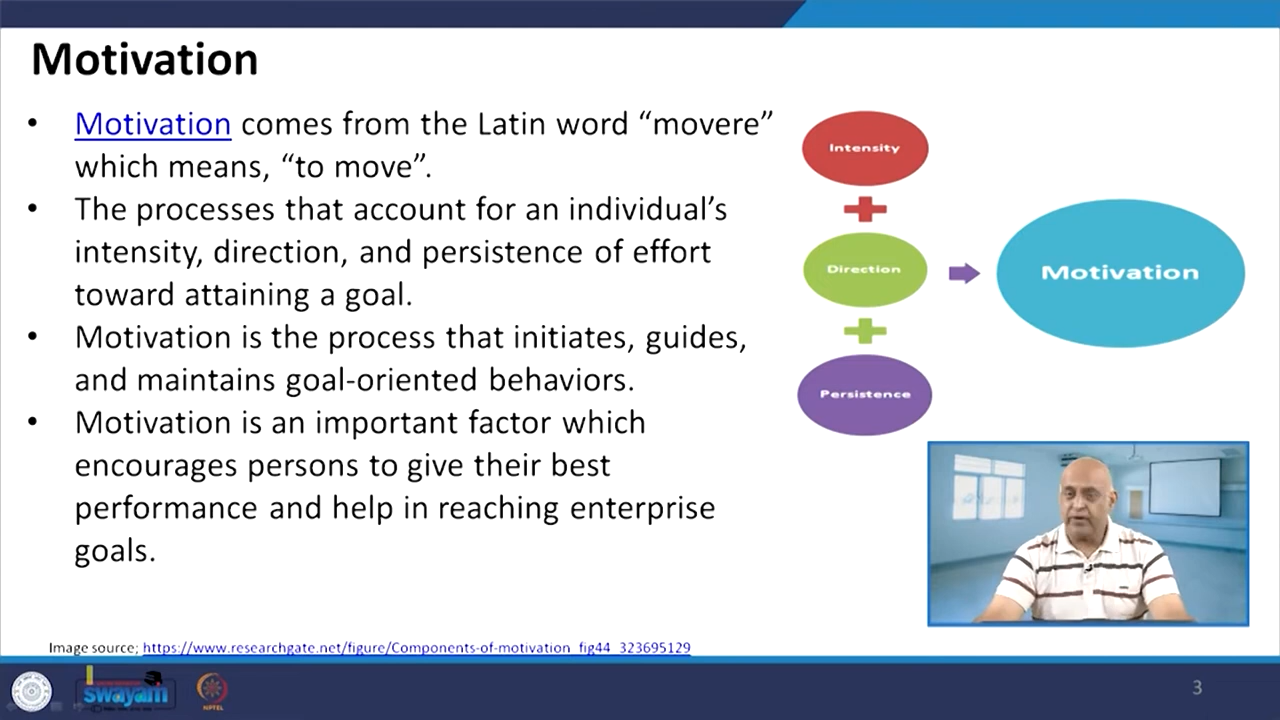 Motivation
• Motivation comes from the Latin word “movere”
which means, “to move”.
• The processes that account for an individual’s
intensity, direction, and persistence of effort
toward attaining a goal.
• Motivation is the process that initiates, guides,
and maintains goal-oriented behaviors.
• Motivation is an important factor which
encourages persons to give their best
performance and help in reaching enterprise
goals.
Intensity
Direction
Persistence
Motivation
Image source; https://www.researchgate.net/figure/Components-of-motivation_fig44_323695129
swayam
NPTEL
3